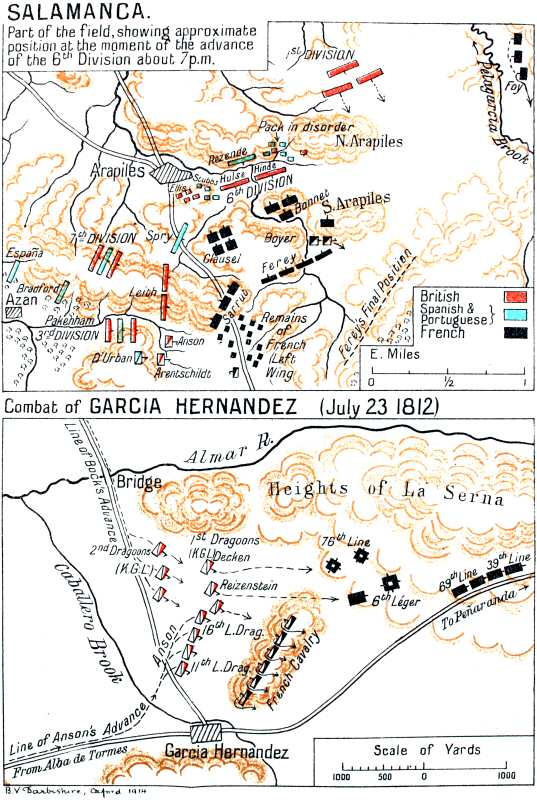 SALAMANCA.
Part of the field, showing approximate
position at the moment of the advance
of the 6th Division about 7p.m.
1st DIVISION
Foy
Pelagarcia Brook
Pack in disorder
N. Arapiles
Rezende
Arapiles
Stubbs
Hulse
Hinde
Ellis
6th DIVISION
Bonnet
S. Arapiles
7th DIVISION
Spry
Boyer
Clausel
España
Ferey
Ferey's Final Position
Bradford
Leith
Azan
Sarrut
Pakenham
3rd DIVISION
Anson
Remains
of
French
(Left
Wing
D'Urban
Arentschildt
British
Spanish &
Portuguese
French
E. Miles
0 ½ 1
Combat of GARCIA HERNANDEZ (July 23 1812)
Line of Bock's Advance
Almar R.
Bridge
Heights of La Serna
1st Dragoons
(K.G.L) Decken
2nd Dragoons
(K.G.L)
76th Line
Reizenstein
6th Léger
69th Line
39th Line
To Peñaranda
Caballero Brook
Anson
16th L. Drag.
11th L. Drag.
French Cavalry
Line of Anson's Advance
From Alba de Tormes
Garcia Hernandez
Scale of Yards
1000 500 0 1000
B.V. Darbishire, Oxford 1914